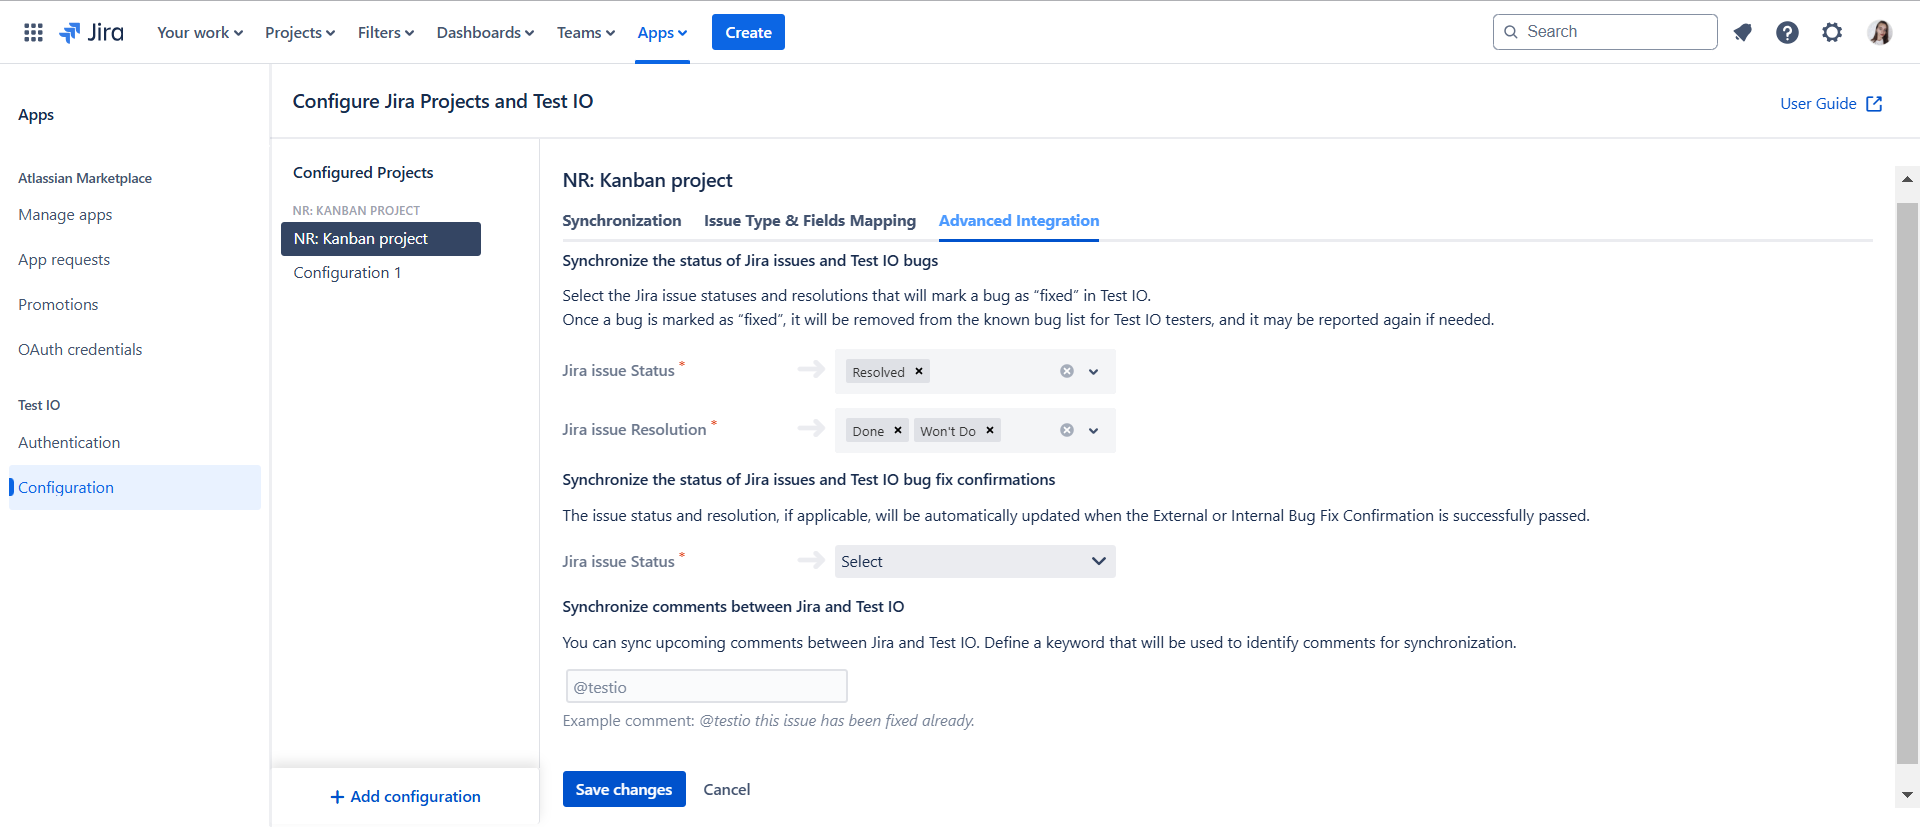 Jira
Your work
Projects
Filters
Dashboards
Teams
Apps
Create
Search
Apps
Atlassian Marketplace
Manage apps
App requests
Promotions
OAuth credentials
Test IO
Authentication
Configuration
Configure Jira Projects and Test IO
User Guide
Configured Projects
NR: KANBAN PROJECT
NR: Kanban project
Configuration 1
+ Add configuration
NR: Kanban project
Synchronization
Issue Type & Fields Mapping
Advanced Integration
Synchronize the status of Jira issues and Test IO bugs
Select the Jira issue statuses and resolutions that will mark a bug as “fixed” in Test IO.
Once a bug is marked as “fixed”, it will be removed from the known bug list for Test IO testers, and it may be reported again if needed.
Jira issue Status *
Resolved
Jira issue Resolution *
Done
Won't Do
Synchronize the status of Jira issues and Test IO bug fix confirmations
The issue status and resolution, if applicable, will be automatically updated when the External or Internal Bug Fix Confirmation is successfully passed.
Jira issue Status *
Select
Synchronize comments between Jira and Test IO
You can sync upcoming comments between Jira and Test IO. Define a keyword that will be used to identify comments for synchronization.
@testio
Example comment: @testio this issue has been fixed already.
Save changes
Cancel